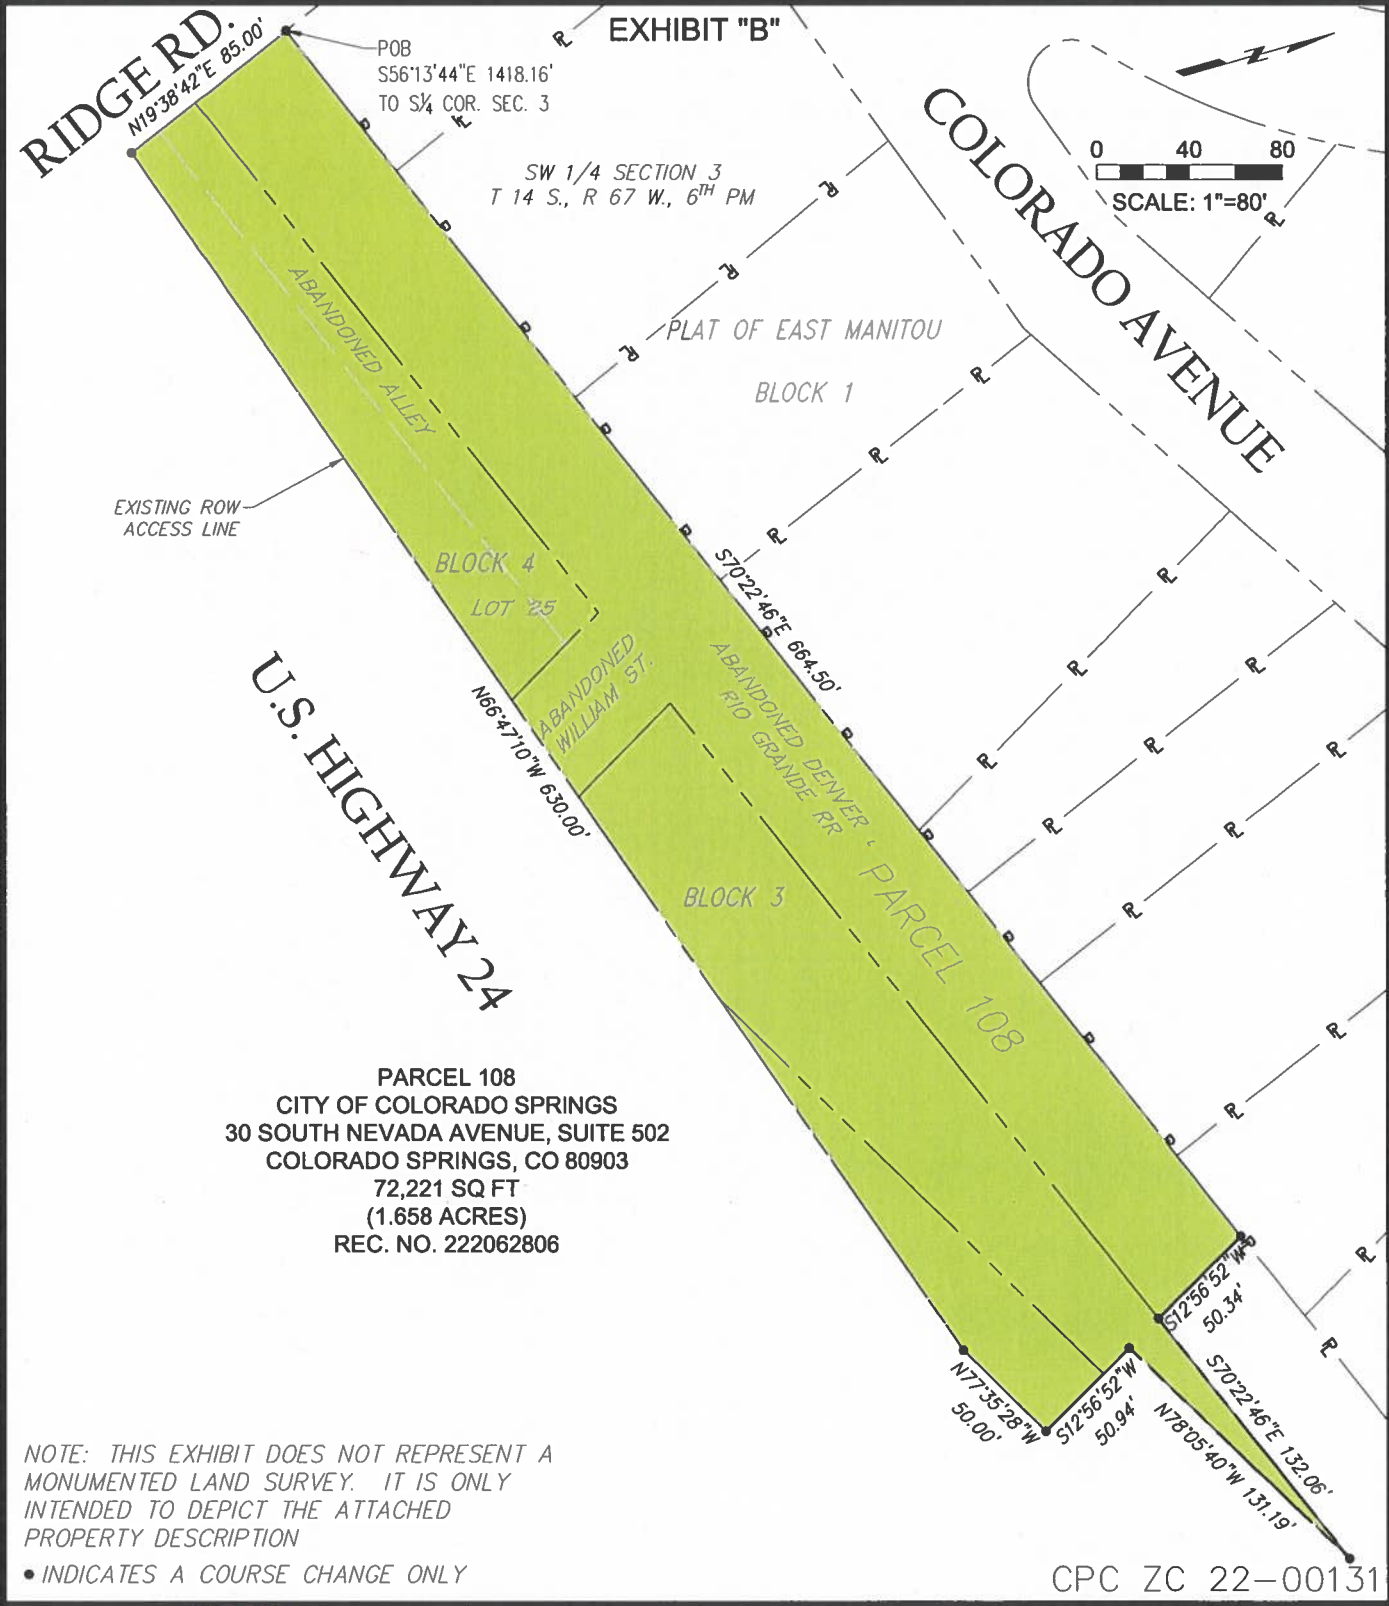 EXHIBIT "B"
RIDGE RD.
N19°38'42"E 85.00'
POB
S56°13'44"E 1418.16'
TO S¼ COR. SEC. 3
SW 1/4 SECTION 3
T 14 S., R 67 W., 6TH PM
COLORADO AVENUE
N
0 40 80
SCALE: 1"=80'
PLAT OF EAST MANITOU
BLOCK 1
ABANDONED ALLEY
EXISTING ROW
ACCESS LINE
BLOCK 4
LOT 25
S70°22'46"E 664.50'
ABANDONED
WILLIAM ST.
ABANDONED DENVER &
RIO GRANDE RR
U.S. HIGHWAY 24
N66°47'10"W 630.00'
BLOCK 3
PARCEL 108
PARCEL 108
CITY OF COLORADO SPRINGS
30 SOUTH NEVADA AVENUE, SUITE 502
COLORADO SPRINGS, CO 80903
72,221 SQ FT
(1.658 ACRES)
REC. NO. 222062806
S12°56'52"W
50.34'
S70°22'46"E 132.06'
N78°05'40"W 131.19'
S12°56'52"W
50.94'
N77°35'28"W
50.00'
NOTE: THIS EXHIBIT DOES NOT REPRESENT A
MONUMENTED LAND SURVEY. IT IS ONLY
INTENDED TO DEPICT THE ATTACHED
PROPERTY DESCRIPTION
• INDICATES A COURSE CHANGE ONLY
CPC ZC 22-00131